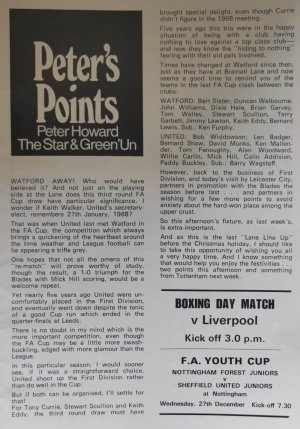 Peter's
Points
Peter Howard
The Star & Green'Un
WATFORD AWAY! Who would
have believed it? And not just on the playing
side at the Lane does this third round FA
Cup draw have particular significance. I
wonder if Keith Walker, United's secretary-
elect, remembers 27th January, 1968?
That was when United last met Watford in
the F.A. Cup, the competition which always
brings a quickening of the heartbeat around
the time weather and league football can
be appearing a trifle grey.
One hopes that not all the omens of this
"re-match" will prove worthy of study,
though the result, a 1-0 triumph for the
Blades with Mick Hill scoring, would be a
welcome repeat.
Yet nearly five years ago United were un-
comfortably placed in the First Division,
and eventually went down despite the tonic
of a good Cup run which ended in the
quarter-finals at Leeds.
There is no doubt in my mind which is the
more important competition, even though
the FA Cup may be a little more swash-
buckling, edged with more glamour than the
League.
In this particular season, I would sooner
see, if it was a straightforward choice,
United shoot up the First Division rather
than do well in the Cup.
But if both can be organised, I'll settle for
that!
For Tony Currie, Stewart Scullion and Keith
Eddy, the third round draw must have
brought special delight, even though Currie
didn't figure in the 1968 meeting.
Five years ago this trio were in the happy
situation of being with a club having
nothing to lose against a top class club—
and now they know the "hiding to nothing"
feeling with their old pals involved.
Times have changed at Watford since then,
just as they have at Bramall Lane and now
seems a good time to remind you of the
teams in the last FA Cup clash between the
clubs:
WATFORD: Bert Slater; Duncan Welbourne,
John Williams, Dixie Hale, Brian Garvey,
Tom Walley, Stewart Scullion; Terry
Garbett, Jimmy Lawton, Keith Eddy, Bernard
Lewis. Sub.: Ken Furphy.
UNITED: Bob Widdowson; Len Badger,
Bernard Shaw, David Munks, Ken Mallen-
der, Tom Fenoughty, Alan Woodward,
Willie Carlin, Mick Hill, Colin Addison,
Paddy Buckley. Sub.: Barry Wagstaff.
However, back to the business of First
Division, and today's visit by Leicester City,
partners in promotion with the Blades the
season before last . . . and partners in
wishing for a few more points to avoid
anxiety about the hard-won place among the
upper crust.
So this afternoon's fixture, as last week's,
is extra-important.
And as this is the last "Lane Line Up"
before the Christmas holiday, I should like
to take this opportunity of wishing you all
a very happy time. And I know something
that would help you enjoy the festivities . . .
two points this afternoon and something
from Tottenham next week.
BOXING DAY MATCH
v Liverpool
Kick off 3.0 p.m.
F.A. YOUTH CUP
NOTTINGHAM FOREST JUNIORS
v
SHEFFIELD UNITED JUNIORS
at Nottingham
Wednesday, 27th December Kick-off 7.30